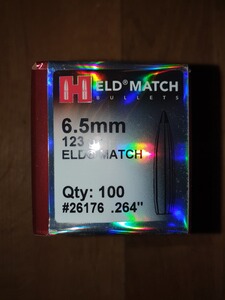 H ELD® MATCH
BULLETS
6.5mm
123
ELD® MATCH
Qty: 100
#26176 .264"